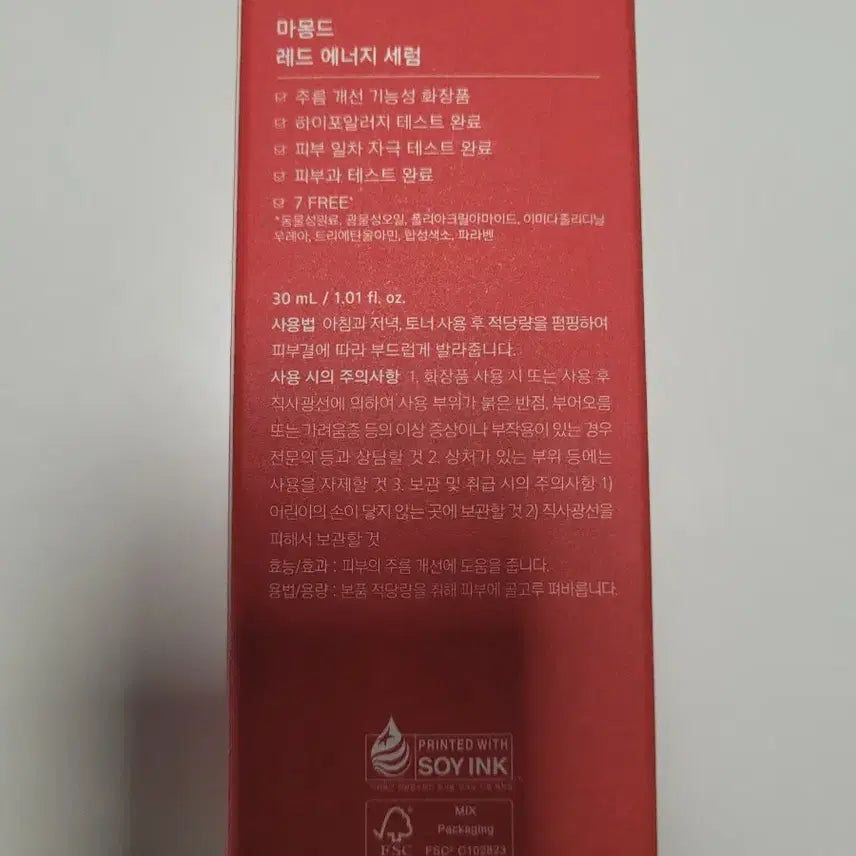 마몽드
레드 에너지 세럼
주름 개선 기능성 화장품
하이포알러지 테스트 완료
피부 일차 자극 테스트 완료
피부과 테스트 완료
7 FREE*
*동물성원료, 광물성오일, 폴리아크릴아마이드, 이미다졸리디닐
우레아, 트리에탄올아민, 합성색소, 파라벤
30 mL / 1.01 fl. oz.
사용법 아침과 저녁, 토너 사용 후 적당량을 펌핑하여
피부결에 따라 부드럽게 발라줍니다.
사용 시의 주의사항 1. 화장품 사용 시 또는 사용 후
직사광선에 의하여 사용 부위가 붉은 반점, 부어오름
또는 가려움증 등의 이상 증상이나 부작용이 있는 경우
전문의 등과 상담할 것 2. 상처가 있는 부위 등에는
사용을 자제할 것 3. 보관 및 취급 시의 주의사항 1)
어린이의 손이 닿지 않는 곳에 보관할 것 2) 직사광선을
피해서 보관할 것
효능/효과 : 피부의 주름 개선에 도움을 줍니다.
용법/용량 : 본품 적당량을 취해 피부에 골고루 펴바릅니다.
PRINTED WITH
SOY INK
MIX
Packaging
FSC
FSC® C102823